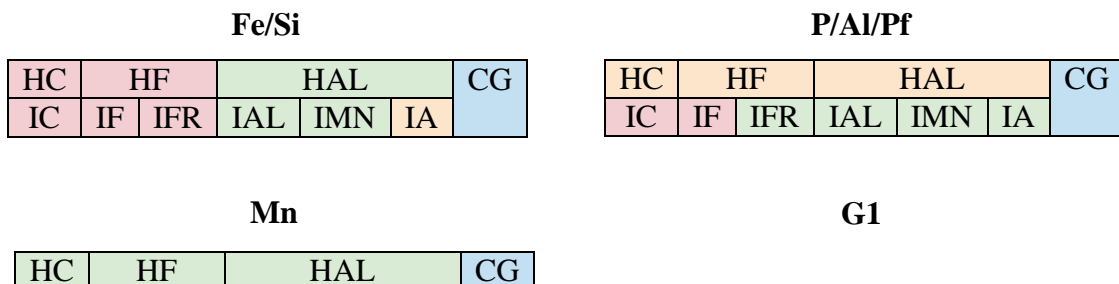 Fe/Si
HC HF HAL CG
IC IF IFR IAL IMN IA
P/Al/Pf
HC HF HAL CG
IC IF IFR IAL IMN IA
Mn
HC HF HAL CG
G1